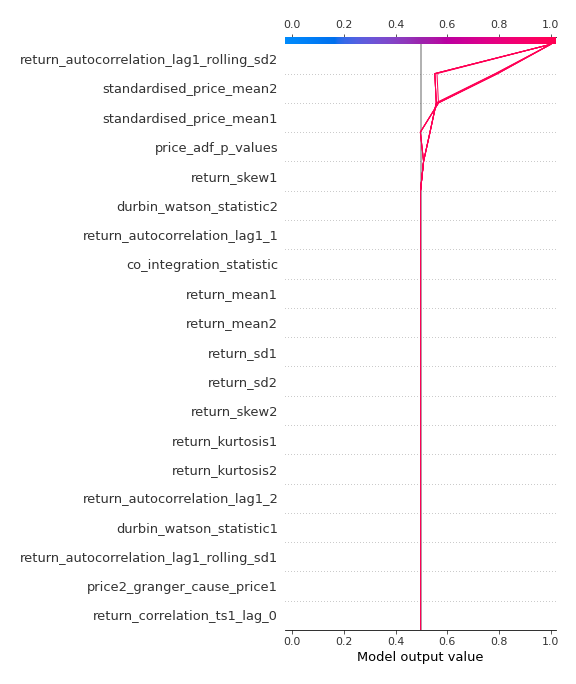 0.0 0.2 0.4 0.6 0.8 1.0
return_autocorrelation_lag1_rolling_sd2
standardised_price_mean2
standardised_price_mean1
price_adf_p_values
return_skew1
durbin_watson_statistic2
return_autocorrelation_lag1_1
co_integration_statistic
return_mean1
return_mean2
return_sd1
return_sd2
return_skew2
return_kurtosis1
return_kurtosis2
return_autocorrelation_lag1_2
durbin_watson_statistic1
return_autocorrelation_lag1_rolling_sd1
price2_granger_cause_price1
return_correlation_ts1_lag_0
0.0 0.2 0.4 0.6 0.8 1.0
Model output value